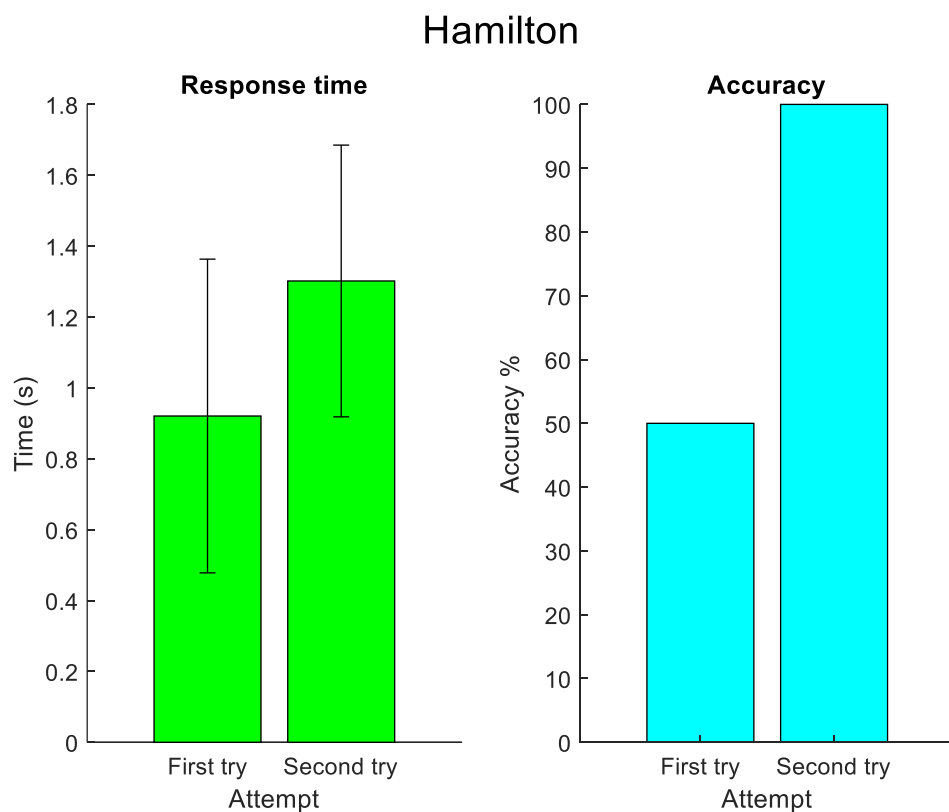 Hamilton
Response time
1.8
1.6
1.4
1.2
1
0.8
0.6
0.4
0.2
0
Time (s)
First try
Second try
Attempt
Accuracy
100
90
80
70
60
50
40
30
20
10
0
Accuracy %
First try
Second try
Attempt